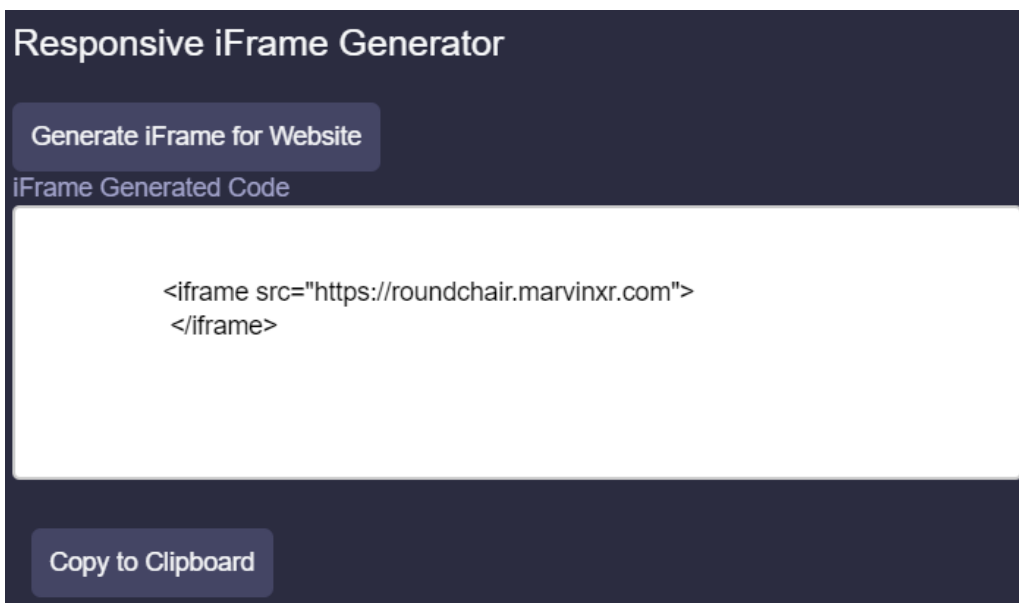 Responsive iFrame Generator
Generate iFrame for Website
iFrame Generated Code
<iframe src="https://roundchair.marvinxr.com">
</iframe>
Copy to Clipboard